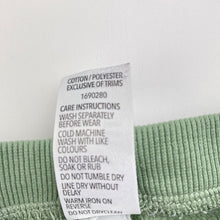 COTTON / POLYESTER
EXCLUSIVE OF TRIMS
1690280
CARE INSTRUCTIONS
WASH SEPARATELY
BEFORE WEAR
COLD MACHINE
WASH WITH LIKE
COLOURS
DO NOT BLEACH,
SOAK OR RUB
DO NOT TUMBLE DRY
LINE DRY WITHOUT
DELAY
WARM IRON ON
REVERSE